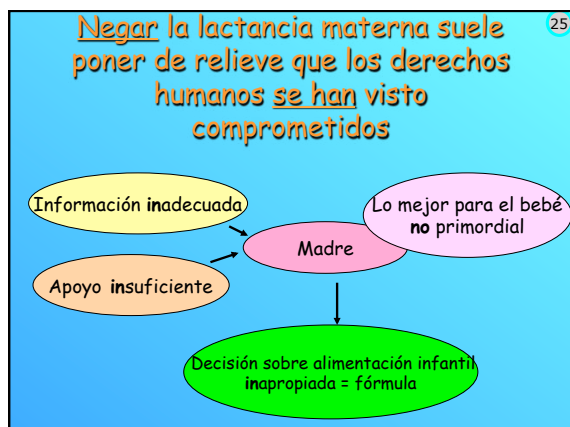 Negar la lactancia materna suele
25
poner de relieve que los derechos
humanos se han visto
comprometidos
Información inadecuada
Lo mejor para el bebé
no primordial
Madre
Apoyo insuficiente
Decisión sobre alimentación infantil
inapropiada = fórmula